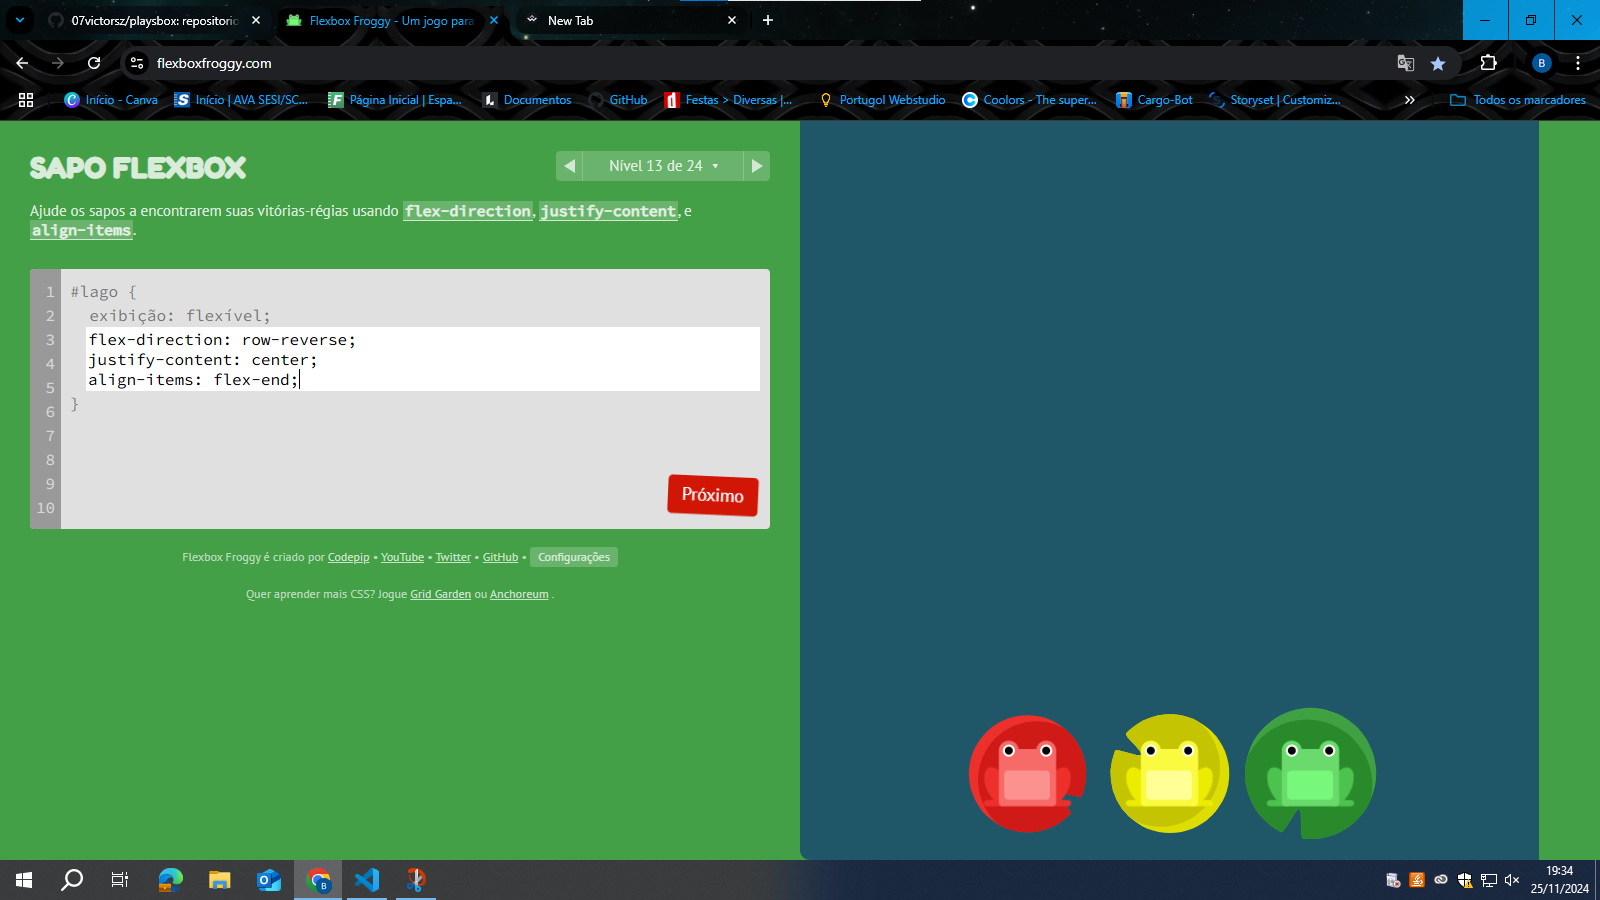 07victorsz/playsbox: repositorio
Flexbox Froggy - Um jogo para
New Tab
flexboxfroggy.com
B
Início - Canva
Início | AVA SESI/SC...
Página Inicial | Espa...
Documentos
GitHub
Festas > Diversas |...
Portugol Webstudio
Coolors - The super...
Cargo-Bot
Storyset | Customiz...
Todos os marcadores
SAPO FLEXBOX
Nível 13 de 24
Ajude os sapos a encontrarem suas vitórias-régias usando flex-direction, justify-content, e
align-items.
1 #lago {
2 exibição: flexível;
3 flex-direction: row-reverse;
4 justify-content: center;
5 align-items: flex-end;
6 }
7
8
9
10
Próximo
Flexbox Froggy é criado por Codepip • YouTube • Twitter • GitHub • Configurações
Quer aprender mais CSS? Jogue Grid Garden ou Anchoreum .
19:34
25/11/2024